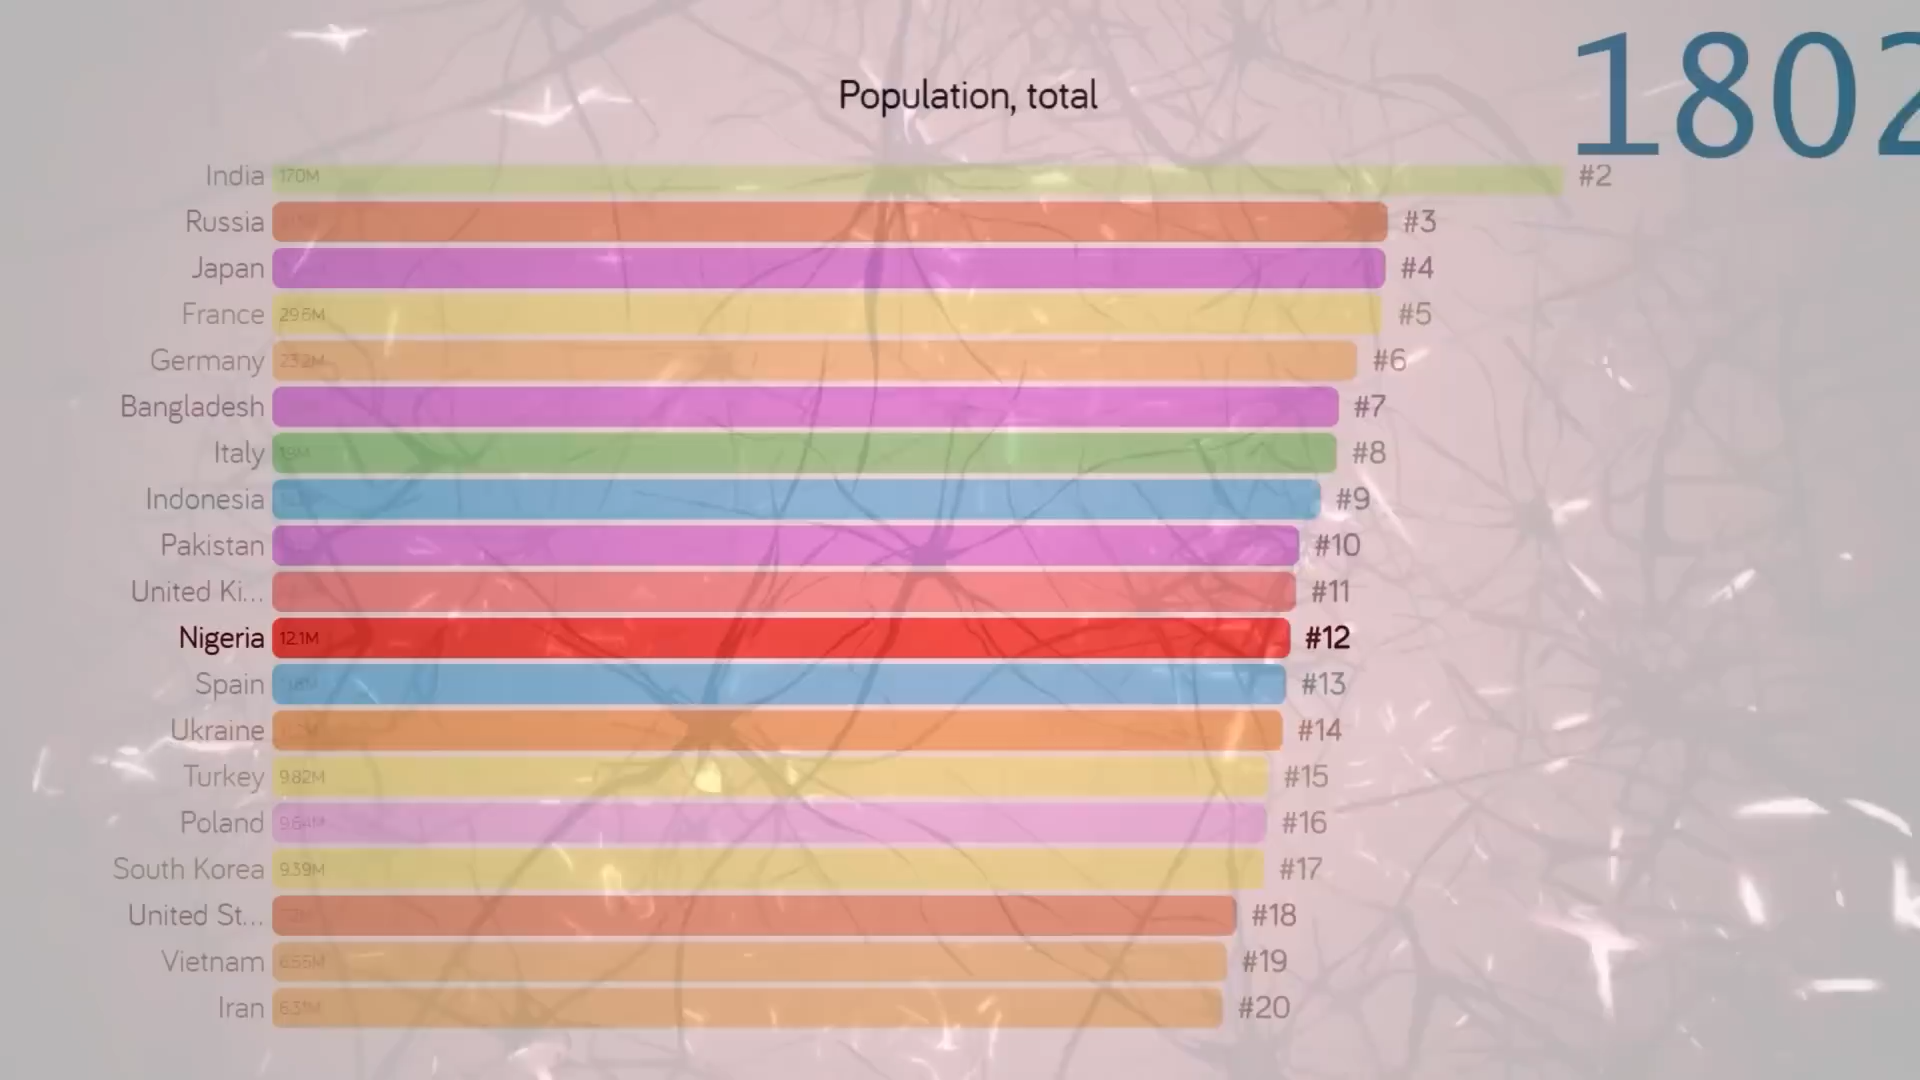 1802
Population, total
India 170M #2
Russia #3
Japan #4
France 29.6M #5
Germany 23.2M #6
Bangladesh #7
Italy 19M #8
Indonesia #9
Pakistan #10
United Ki... #11
Nigeria 12.1M #12
Spain #13
Ukraine #14
Turkey 9.82M #15
Poland 9.64M #16
South Korea 9.39M #17
United St... #18
Vietnam 6.55M #19
Iran 6.31M #20